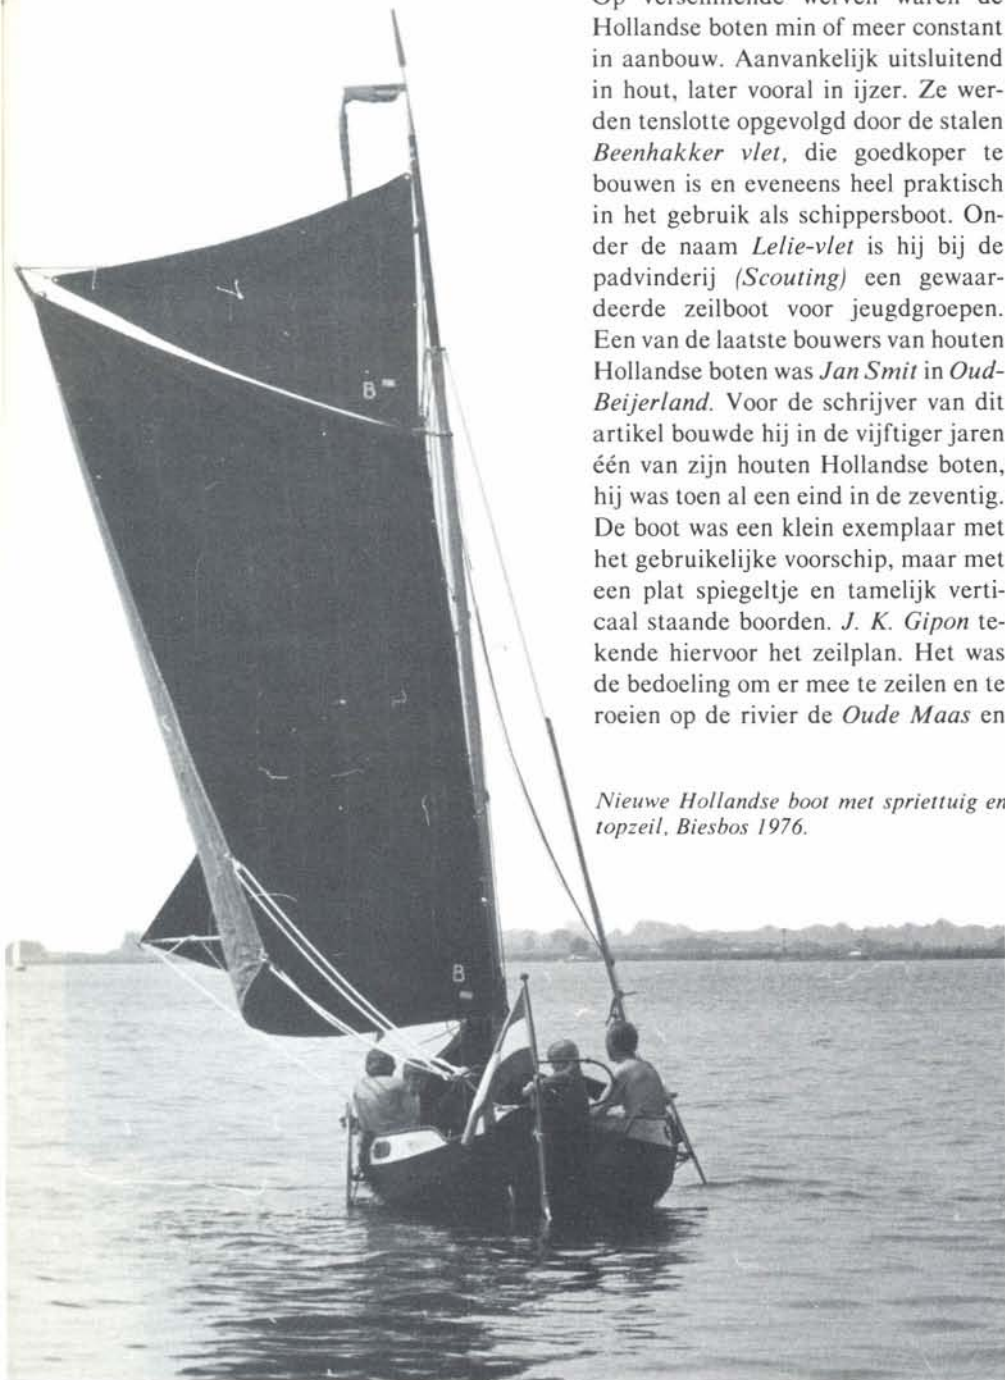 Op verschillende werven waren de
Hollandse boten min of meer constant
in aanbouw. Aanvankelijk uitsluitend
in hout, later vooral in ijzer. Ze wer-
den tenslotte opgevolgd door de stalen
Beenhakker vlet, die goedkoper te
bouwen is en eveneens heel praktisch
in het gebruik als schippersboot. On-
der de naam Lelie-vlet is hij bij de
padvinderij (Scouting) een gewaar-
deerde zeilboot voor jeugdgroepen.
Een van de laatste bouwers van houten
Hollandse boten was Jan Smit in Oud-
Beijerland. Voor de schrijver van dit
artikel bouwde hij in de vijftiger jaren
één van zijn houten Hollandse boten,
hij was toen al een eind in de zeventig.
De boot was een klein exemplaar met
het gebruikelijke voorschip, maar met
een plat spiegeltje en tamelijk verti-
caal staande boorden. J. K. Gipon te-
kende hiervoor het zeilplan. Het was
de bedoeling om er mee te zeilen en te
roeien op de rivier de Oude Maas en
Nieuwe Hollandse boot met spriettuig en
topzeil, Biesbos 1976.
B
B